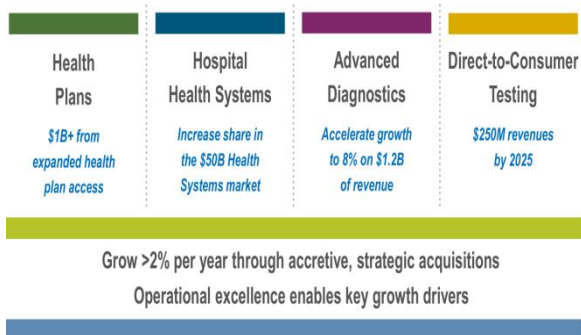 Health
Plans
$1B+ from
expanded health
plan access
Hospital
Health Systems
Increase share in
the $50B Health
Systems market
Advanced
Diagnostics
Accelerate growth
to 8% on $1.2B
of revenue
Direct-to-Consumer
Testing
$250M revenues
by 2025
Grow >2% per year through accretive, strategic acquisitions
Operational excellence enables key growth drivers